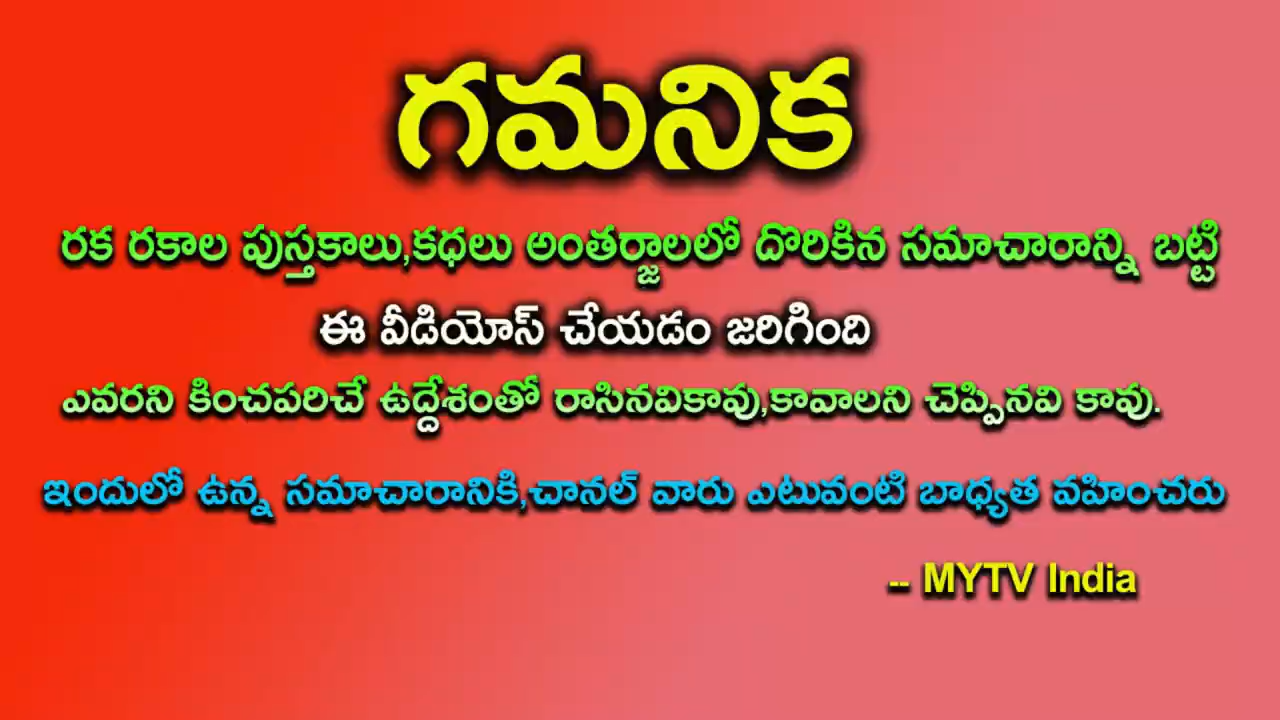 గమనిక
రక రకాల పుస్తకాలు,కధలు అంతర్జాలలో దొరికిన సమాచారాన్ని బట్టి
ఈ వీడియోస్ చేయడం జరిగింది
ఎవరని కించపరిచే ఉద్దేశంతో రాసినవికావు,కావాలని చెప్పినవి కావు.
ఇందులో ఉన్న సమాచారానికి,చానల్ వారు ఎటువంటి బాధ్యత వహించరు
-- MYTV India